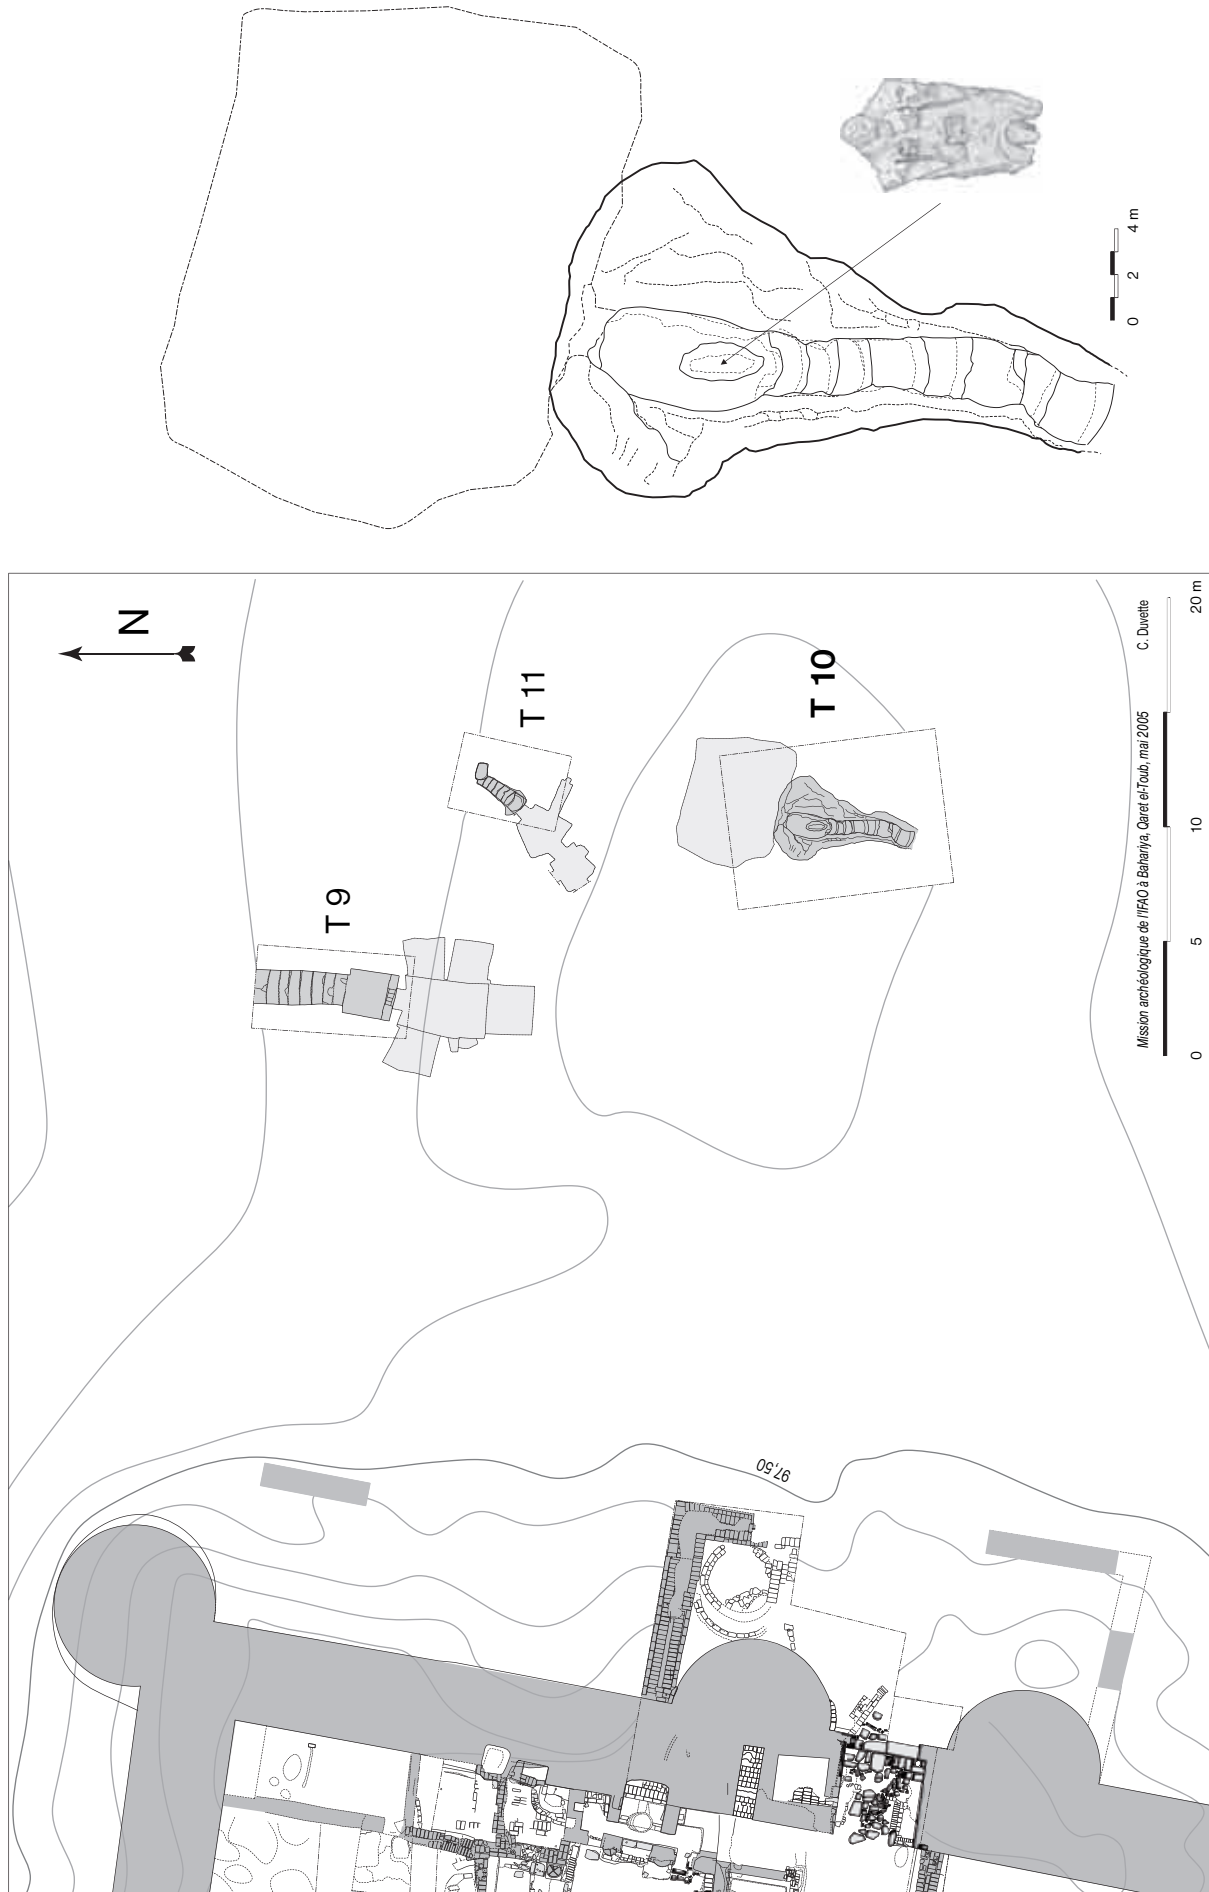 0 2 4 m
N
T 9
T 11
T 10
97,50
Mission archéologique de l'IFAO à Bahariya, Qaret el-Toub, mai 2005 C. Duvette
0 5 10 20 m